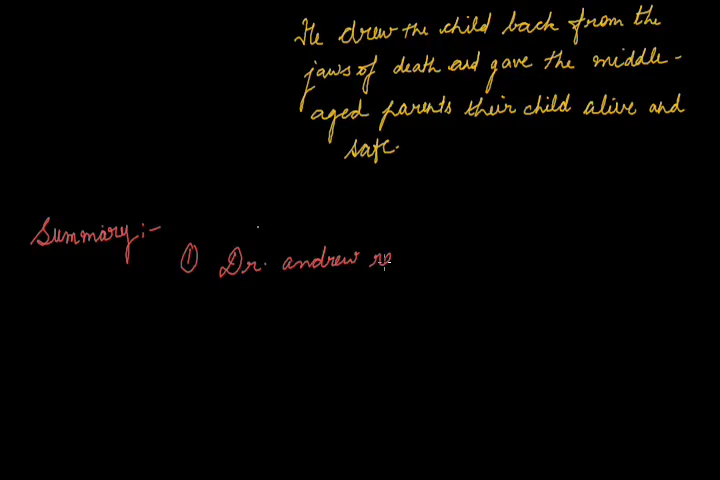 He drew the child back from the
jaws of death and gave the middle-
aged parents their child alive and
safe.
Summary:-
① Dr. andrew